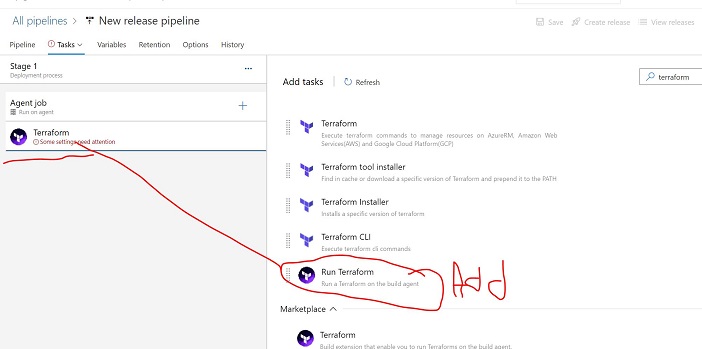 All pipelines > New release pipeline
Save Create release View releases
Pipeline Tasks Variables Retention Options History
Stage 1
Deployment process
...
Add tasks Refresh
terraform
Agent job
Run on agent
+
Terraform
Some settings need attention
Terraform
Execute terraform commands to manage resources on AzureRM, Amazon Web
Services(AWS) and Google Cloud Platform(GCP)
Terraform tool installer
Find in cache or download a specific version of Terraform and prepend it to the PATH
Terraform Installer
Installs a specific version of terraform
Terraform CLI
Execute terraform cli commands
Run Terraform
Run a Terraform on the build agent
Add
Marketplace
Terraform
Build extension that enable you to run Terraforms on the build agent.